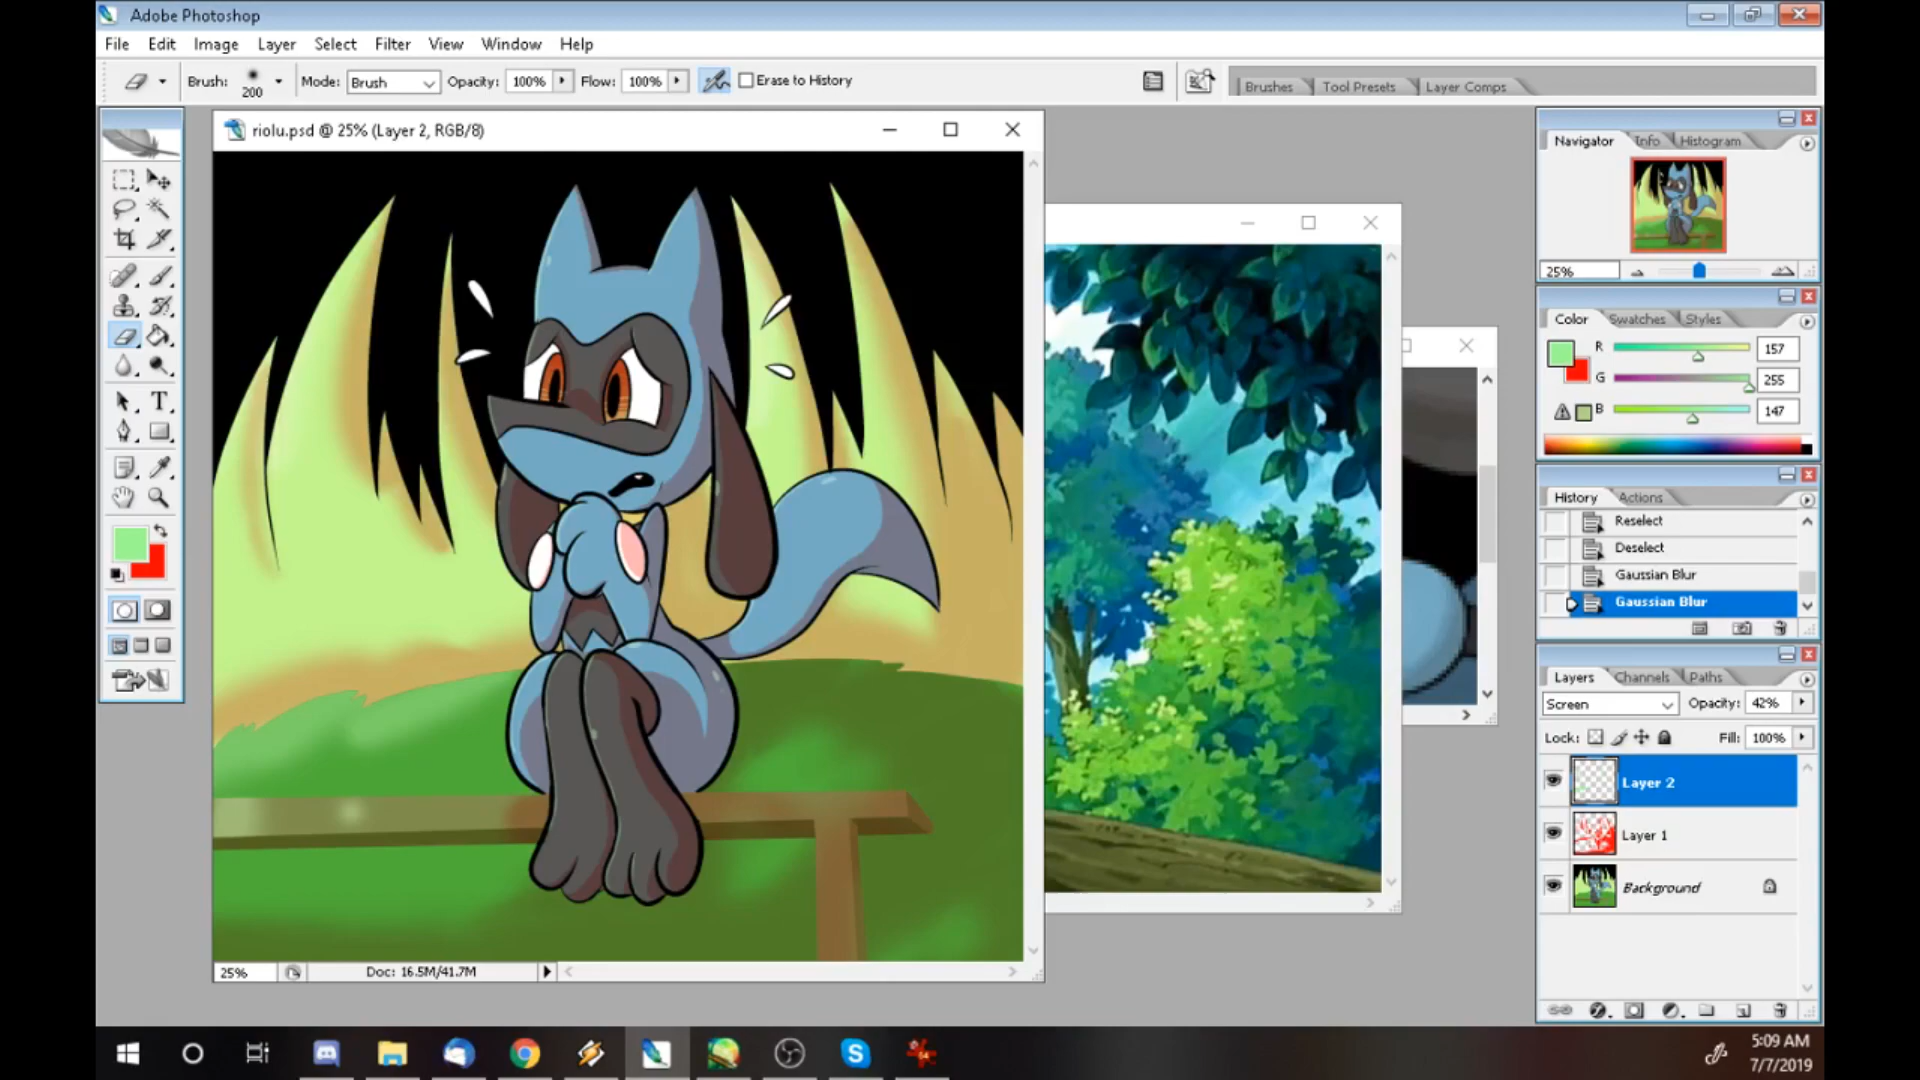 Adobe Photoshop
File Edit Image Layer Select Filter View Window Help
Brush: 200 Mode: Brush Opacity: 100% Flow: 100% Erase to History
Brushes Tool Presets Layer Comps
riolu.psd @ 25% (Layer 2, RGB/8)
Navigator Info Histogram
25%
Color Swatches Styles
R 157
G 255
B 147
History Actions
Reselect
Deselect
Gaussian Blur
Gaussian Blur
Layers Channels Paths
Screen Opacity: 42%
Lock: Fill: 100%
Layer 2
Layer 1
Background
25% Doc: 16.5M/41.7M
5:09 AM
7/7/2019